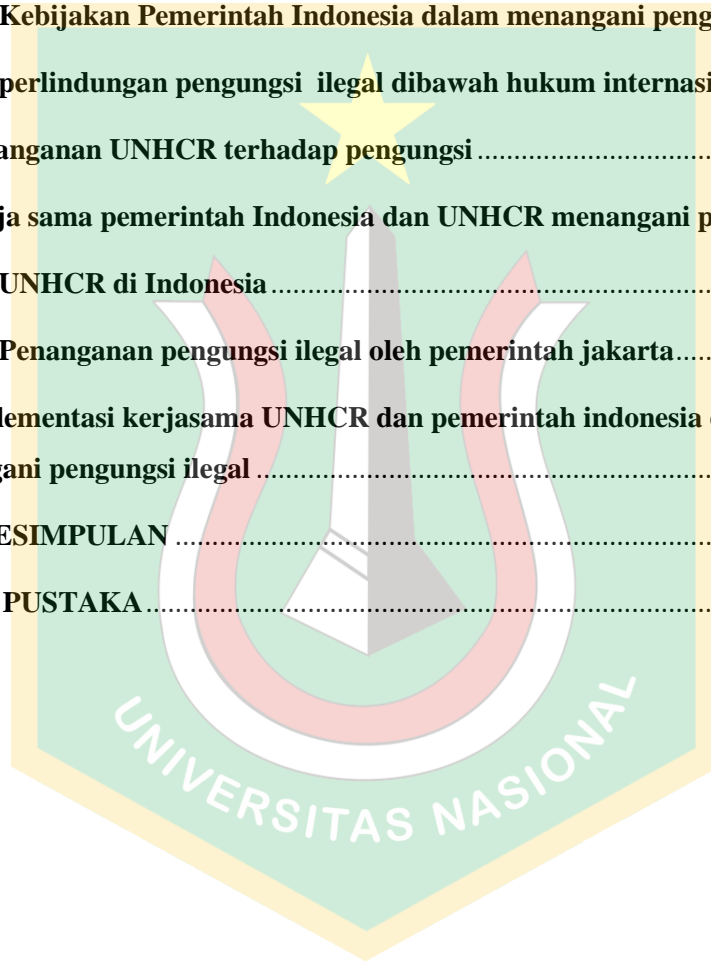 Kebijakan Pemerintah Indonesia dalam menangani peng
perlindungan pengungsi ilegal dibawah hukum internasi
anganan UNHCR terhadap pengungsi ..............................................
ja sama pemerintah Indonesia dan UNHCR menangani p
UNHCR di Indonesia ..............................................................................
Penanganan pengungsi ilegal oleh pemerintah jakarta .....
lementasi kerjasama UNHCR dan pemerintah indonesia
gani pengungsi ilegal ...............................................................................
ESIMPULAN .............................................................................................
PUSTAKA ..................................................................................................
UNIVERSITAS NASIONAL